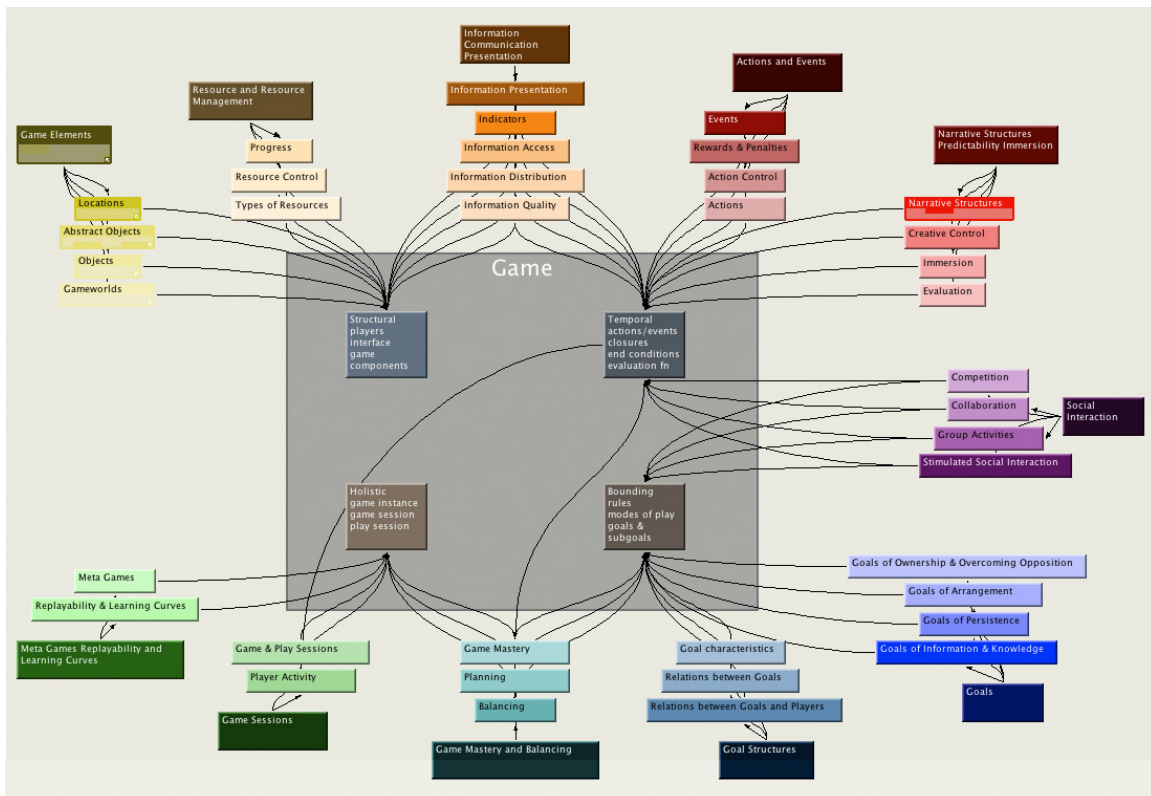 Information
Communication
Presentation
Actions and Events
Resource and Resource
Management
Information Presentation
Game Elements
Indicators
Events
Narrative Structures
Predictability Immersion
Progress
Information Access
Rewards & Penalties
Resource Control
Information Distribution
Action Control
Locations
Types of Resources
Information Quality
Actions
Narrative Structures
Abstract Objects
Creative Control
Objects
Immersion
Gameworlds
Evaluation
Game
Structural
players
interface
game
components
Temporal
actions/events
closures
end conditions
evaluation fn
Competition
Collaboration
Social
Interaction
Group Activities
Stimulated Social Interaction
Holistic
game instance
game session
play session
Bounding
rules
modes of play
goals &
subgoals
Meta Games
Goals of Ownership & Overcoming Opposition
Replayability & Learning Curves
Goals of Arrangement
Goals of Persistence
Meta Games Replayability and
Learning Curves
Game & Play Sessions
Game Mastery
Goal characteristics
Goals of Information & Knowledge
Player Activity
Planning
Relations between Goals
Goals
Balancing
Relations between Goals and Players
Game Sessions
Game Mastery and Balancing
Goal Structures